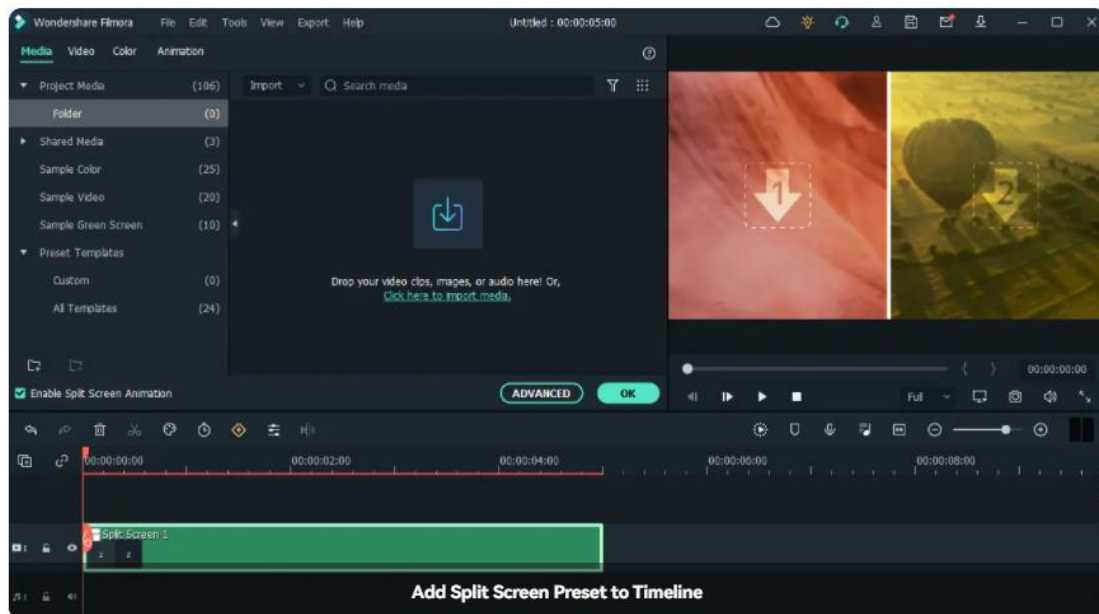 Wondershare Filmora File Edit Tools View Export Help Untitled : 00:00:05:00
Media Video Color Animation
Project Media (106) Import Search media
Folder (0)
Shared Media (3)
Sample Color (25)
Sample Video (20)
Sample Green Screen (10)
Preset Templates
Custom (0)
All Templates (24)
Drop your video clips, images, or audio here! Or,
Click here to import media.
1 2
00:00:00:00
Enable Split Screen Animation ADVANCED OK
Full
00:00:00:00 00:00:02:00 00:00:04:00 00:00:06:00 00:00:08:00
Split Screen 1
1 2
1
Add Split Screen Preset to Timeline
1